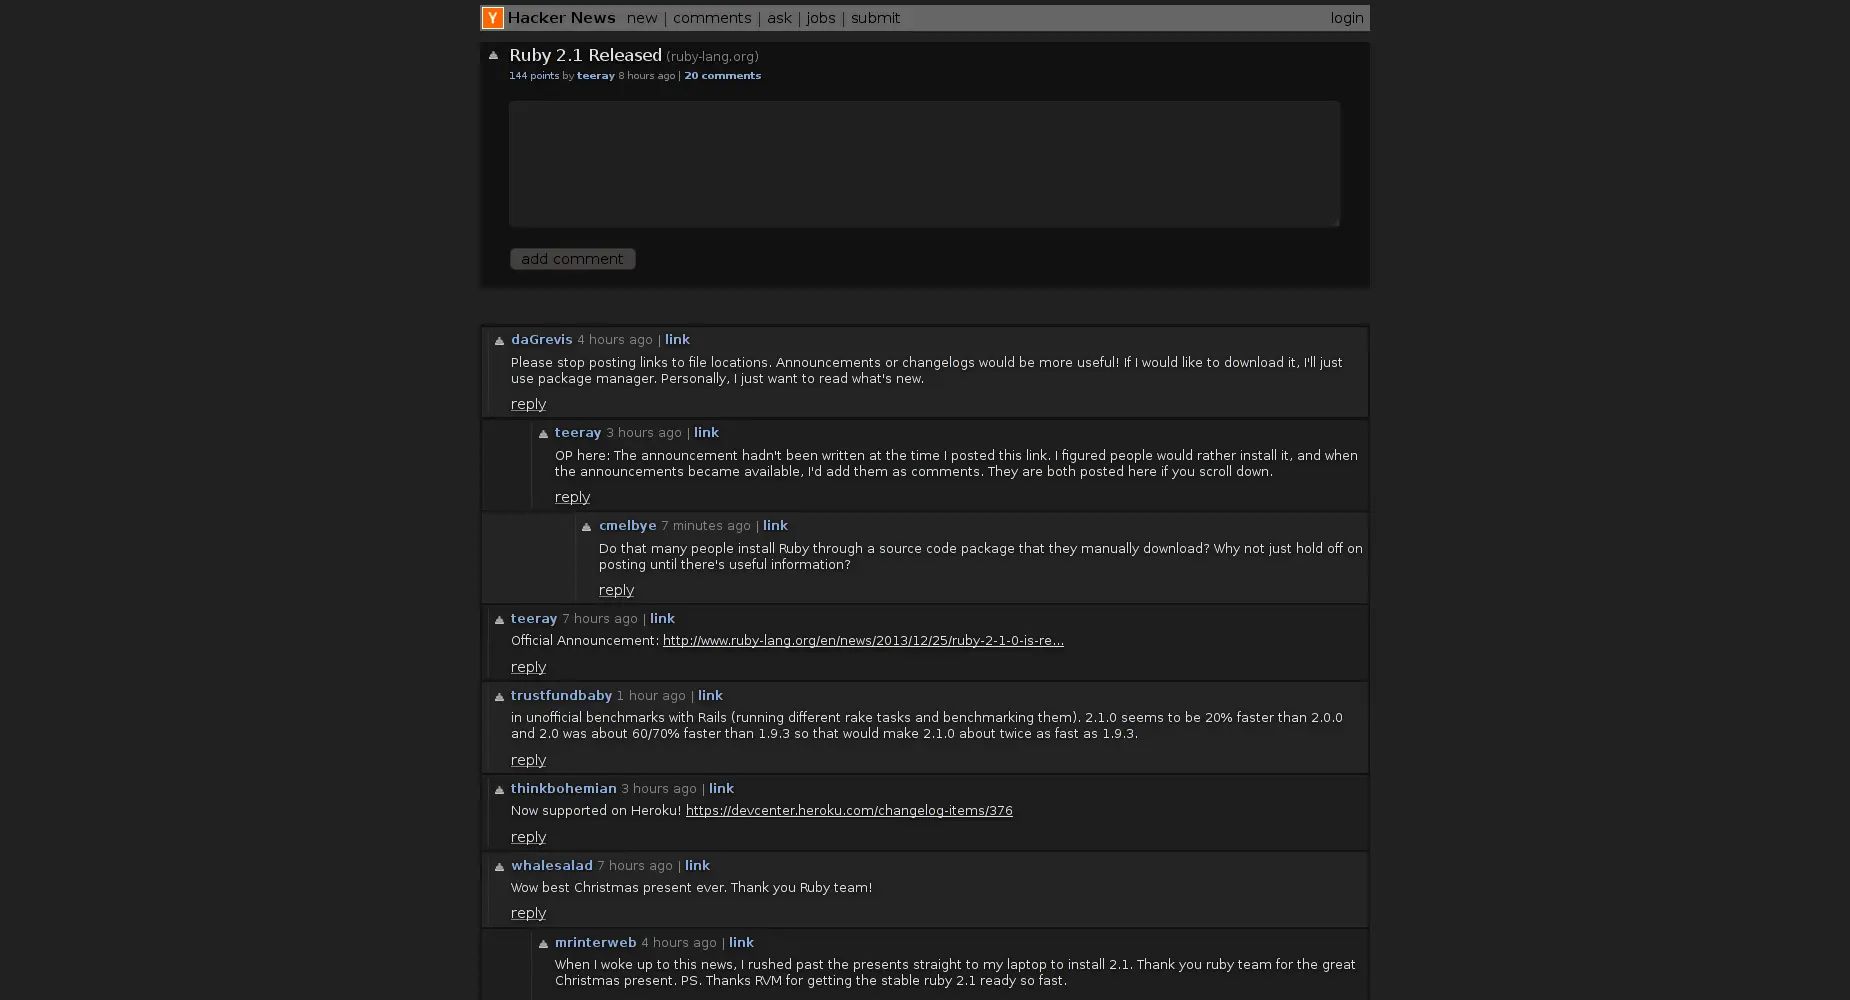 Y Hacker News new | comments | ask | jobs | submit login
Ruby 2.1 Released (ruby-lang.org)
144 points by teeray 8 hours ago | 20 comments
add comment
daGrevis 4 hours ago | link
Please stop posting links to file locations. Announcements or changelogs would be more useful! If I would like to download it, I'll just
use package manager. Personally, I just want to read what's new.
reply
teeray 3 hours ago | link
OP here: The announcement hadn't been written at the time I posted this link. I figured people would rather install it, and when
the announcements became available, I'd add them as comments. They are both posted here if you scroll down.
reply
cmelbye 7 minutes ago | link
Do that many people install Ruby through a source code package that they manually download? Why not just hold off on
posting until there's useful information?
reply
teeray 7 hours ago | link
Official Announcement: http://www.ruby-lang.org/en/news/2013/12/25/ruby-2-1-0-is-re...
reply
trustfundbaby 1 hour ago | link
in unofficial benchmarks with Rails (running different rake tasks and benchmarking them). 2.1.0 seems to be 20% faster than 2.0.0
and 2.0 was about 60/70% faster than 1.9.3 so that would make 2.1.0 about twice as fast as 1.9.3.
reply
thinkbohemian 3 hours ago | link
Now supported on Heroku! https://devcenter.heroku.com/changelog-items/376
reply
whalesalad 7 hours ago | link
Wow best Christmas present ever. Thank you Ruby team!
reply
mrinterweb 4 hours ago | link
When I woke up to this news, I rushed past the presents straight to my laptop to install 2.1. Thank you ruby team for the great
Christmas present. PS. Thanks RVM for getting the stable ruby 2.1 ready so fast.